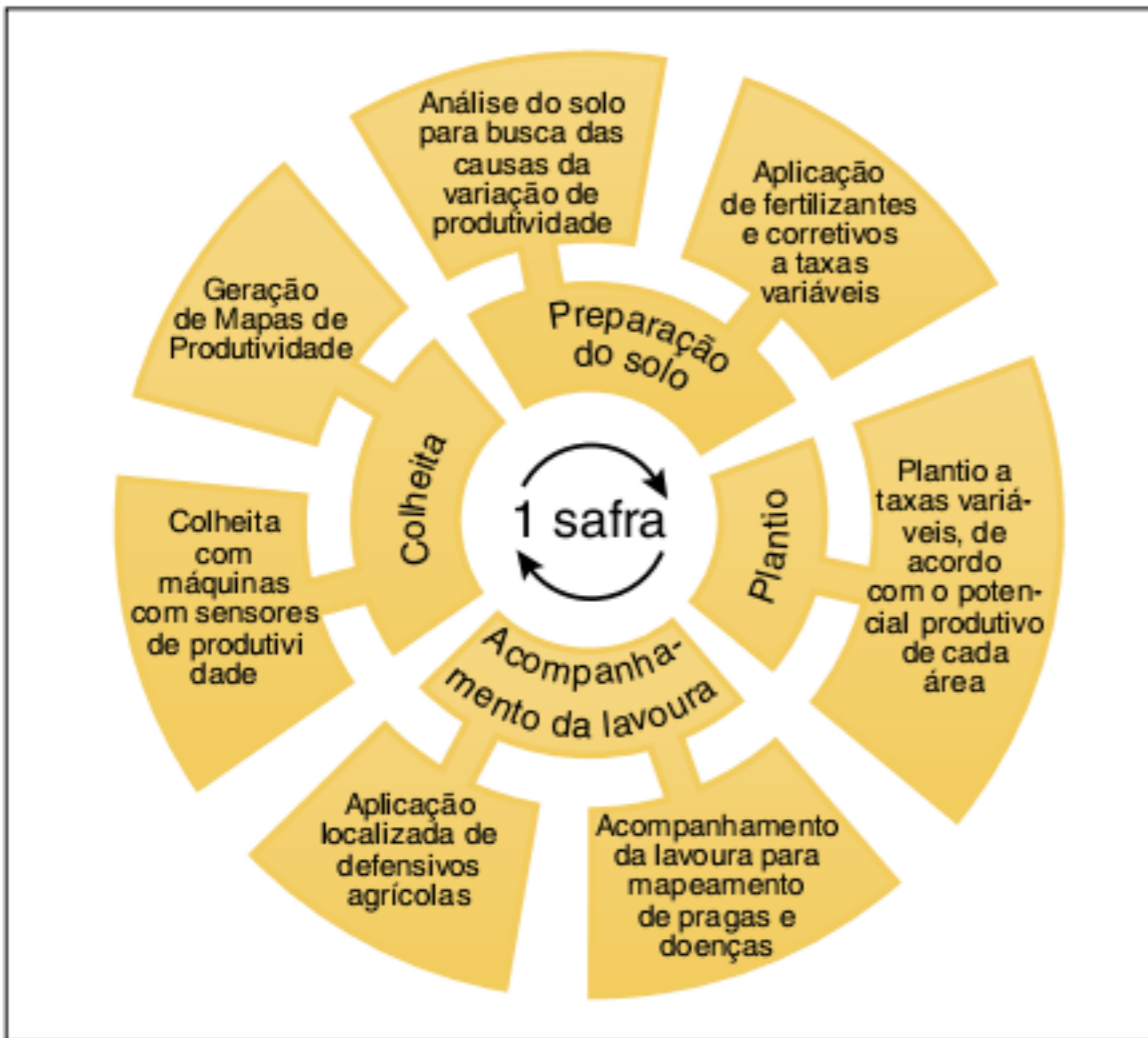 Análise do solo
para busca das
causas da
variação de
produtividade
Aplicação
de fertilizantes
e corretivos
a taxas
variáveis
Preparação
do solo
Plantio a
taxas variá-
veis, de
acordo
com o poten-
cial produtivo
de cada
área
Plantio
Acompanhamento
da lavoura para
mapeamento
de pragas e
doenças
Aplicação
localizada de
defensivos
agrícolas
Acompanha-
mento da lavoura
Colheita
com
máquinas
com sensores
de produtivi
dade
Geração
de Mapas de
Produtividade
Colheita
1 safra